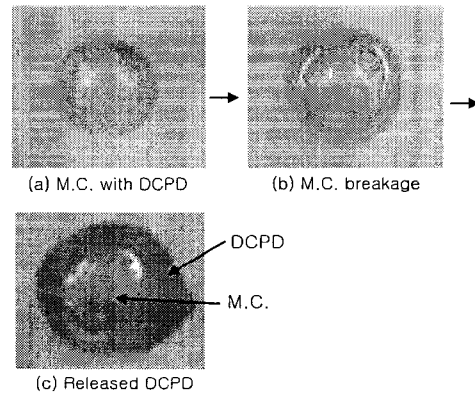 (a) M.C. with DCPD
(b) M.C. breakage
DCPD
M.C.
(c) Released DCPD